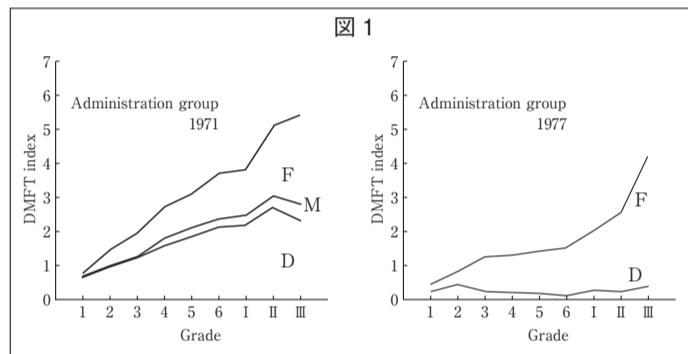 図 1
7
6
5
4
3
2
1
0
DMFT index
Administration group
1971
F
M
D
1 2 3 4 5 6 Ⅰ Ⅱ Ⅲ
Grade
7
6
5
4
3
2
1
0
DMFT index
Administration group
1977
F
D
1 2 3 4 5 6 Ⅰ Ⅱ Ⅲ
Grade